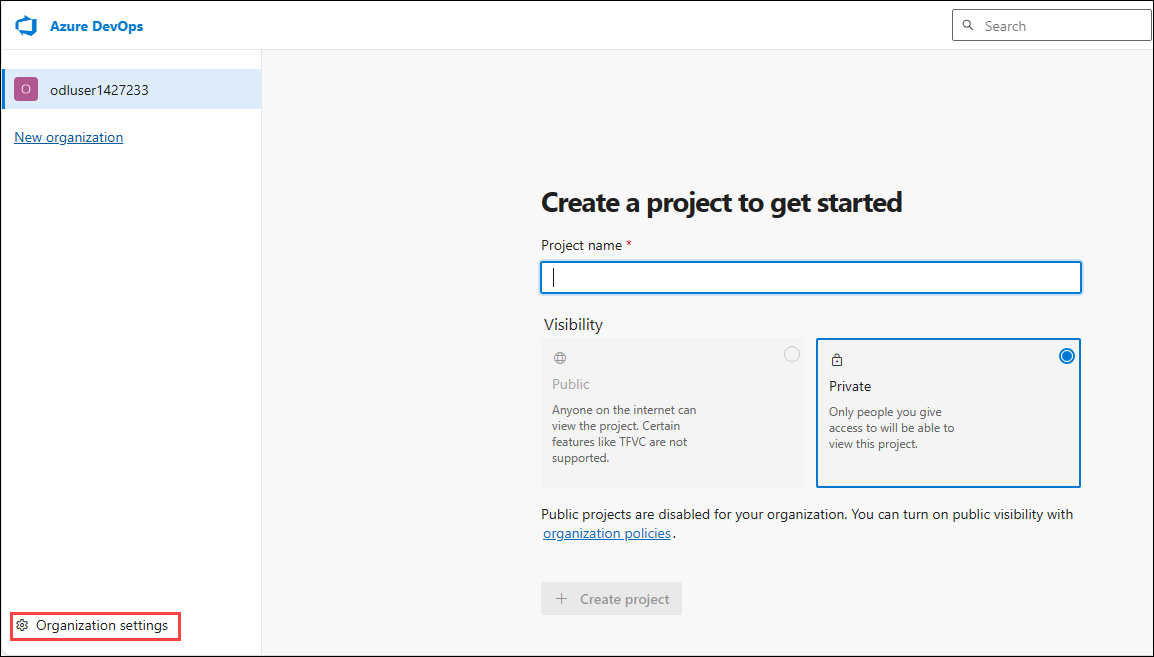 Azure DevOps
Search
O
odluser1427233
New organization
Create a project to get started
Project name *
Visibility
Public
Anyone on the internet can
view the project. Certain
features like TFVC are not
supported.
Private
Only people you give
access to will be able to
view this project.
Public projects are disabled for your organization. You can turn on public visibility with
organization policies.
+ Create project
Organization settings